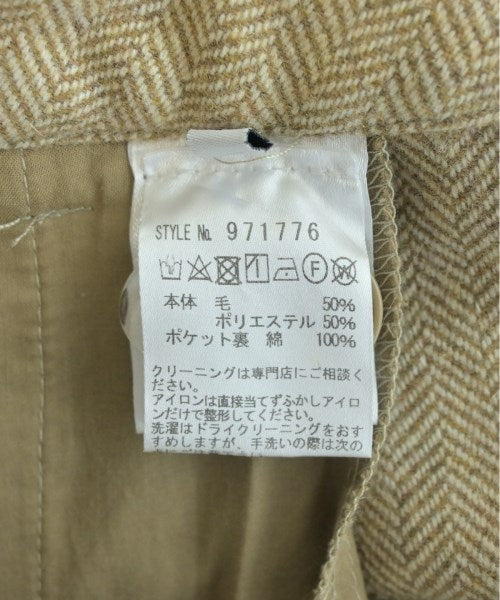 STYLE No. 971776
F W
本体 毛 50%
ポリエステル 50%
ポケット裏 綿 100%
クリーニングは専門店にご相談く
ださい。
アイロンは直接当てずふかしアイロ
ンだけで整形してください。
洗濯はドライクリーニングをおす
すめしますが、手洗いの際は次の